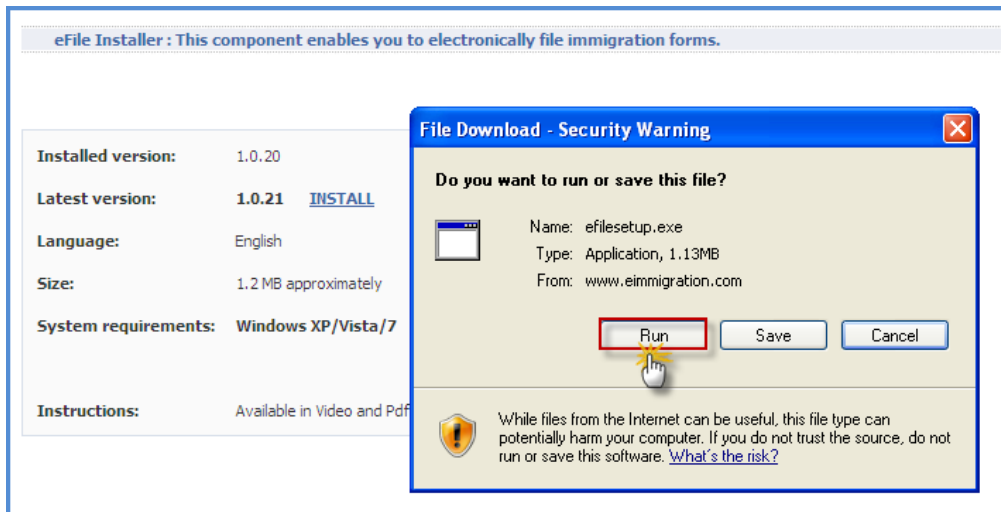 eFile Installer : This component enables you to electronically file immigration forms.
Installed version: 1.0.20
Latest version: 1.0.21 INSTALL
Language: English
Size: 1.2 MB approximately
System requirements: Windows XP/Vista/7
Instructions: Available in Video and Pdf
File Download - Security Warning
Do you want to run or save this file?
Name: efilesetup.exe
Type: Application, 1.13MB
From: www.eimmigration.com
Run Save Cancel
While files from the Internet can be useful, this file type can
potentially harm your computer. If you do not trust the source, do not
run or save this software. What's the risk?